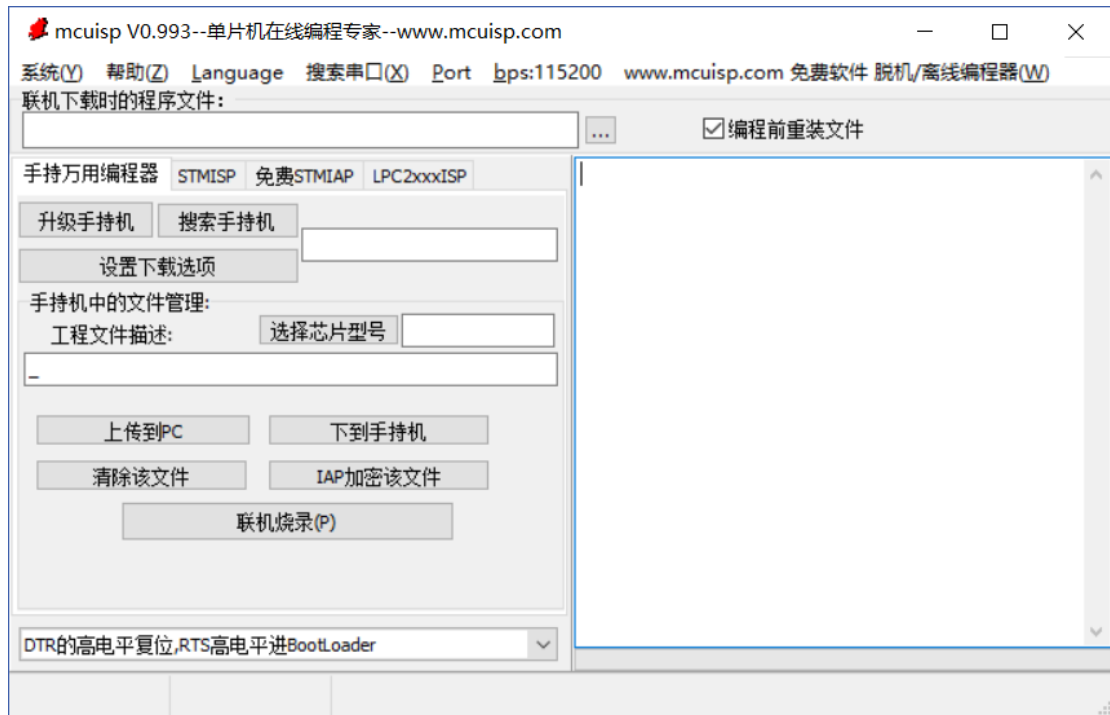 mcuisp V0.993--单片机在线编程专家--www.mcuisp.com
系统(Y) 帮助(Z) Language 搜索串口(X) Port bps:115200 www.mcuisp.com 免费软件 脱机/离线编程器(W)
联机下载时的程序文件:
... 编程前重装文件
手持万用编程器 STMISP 免费STMIAP LPC2xxxISP
升级手持机 搜索手持机
设置下载选项
手持机中的文件管理:
工程文件描述: 选择芯片型号
_
上传到PC 下到手持机
清除该文件 IAP加密该文件
联机烧录(P)
DTR的高电平复位,RTS高电平进BootLoader